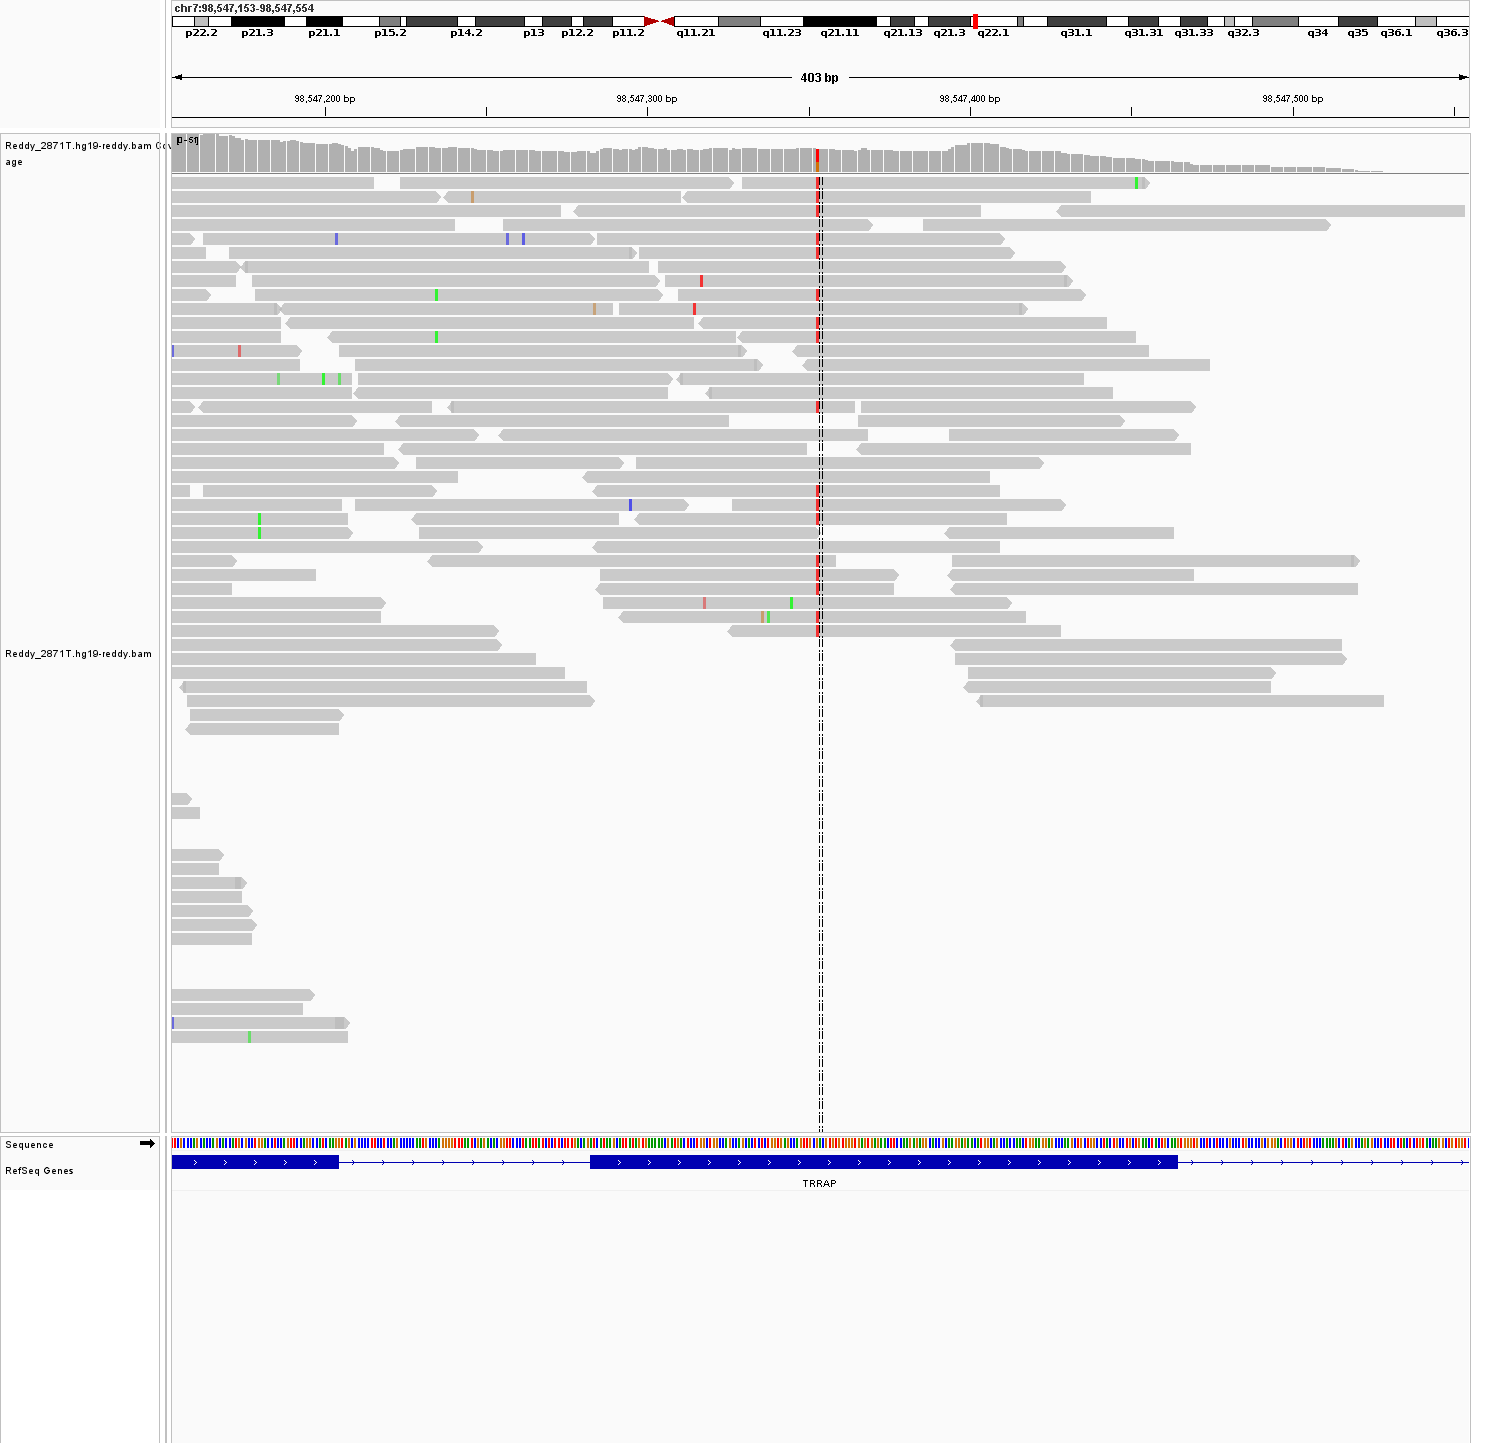 chr7:98,547,153-98,547,554
p22.2 p21.3 p21.1 p15.2 p14.2 p13 p12.2 p11.2 q11.21 q11.23 q21.11 q21.13 q21.3 q22.1 q31.1 q31.31 q31.33 q32.3 q34 q35 q36.1 q36.3
403 bp
98,547,200 bp 98,547,300 bp 98,547,400 bp 98,547,500 bp
[0-51]
Reddy_2871T.hg19-reddy.bam Cov
age
Reddy_2871T.hg19-reddy.bam
Sequence
RefSeq Genes
TRRAP